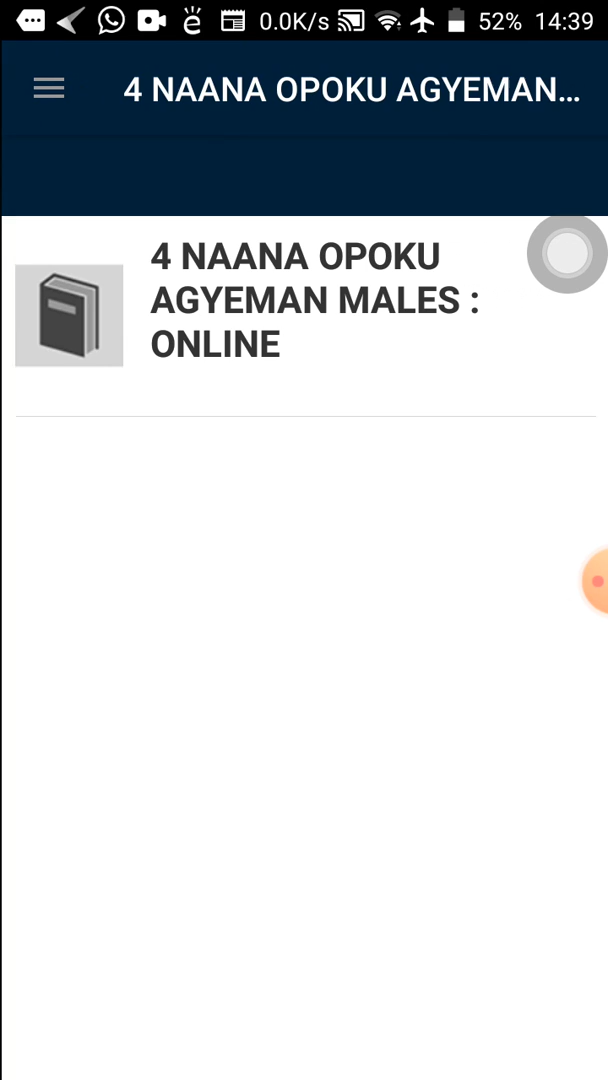 0.0K/s 52% 14:39
4 NAANA OPOKU AGYEMAN...
4 NAANA OPOKU
AGYEMAN MALES :
ONLINE